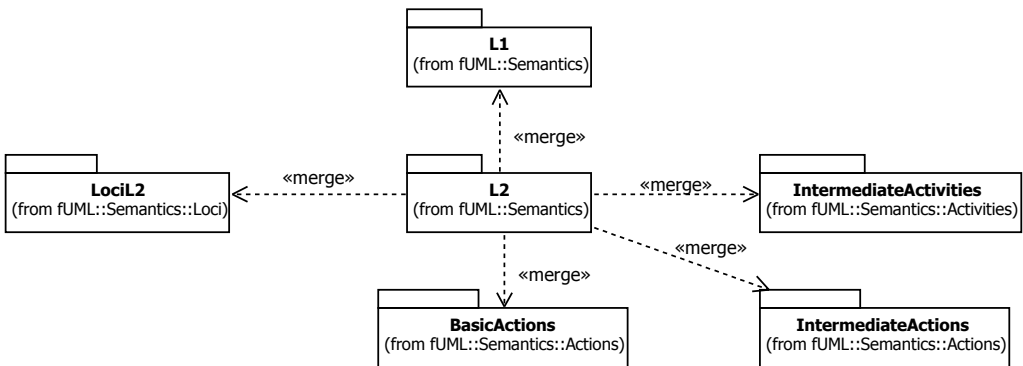 L1
(from fUML::Semantics)
«merge»
LociL2
(from fUML::Semantics::Loci)
«merge»
L2
(from fUML::Semantics)
«merge»
IntermediateActivities
(from fUML::Semantics::Activities)
«merge»
«merge»
BasicActions
(from fUML::Semantics::Actions)
IntermediateActions
(from fUML::Semantics::Actions)